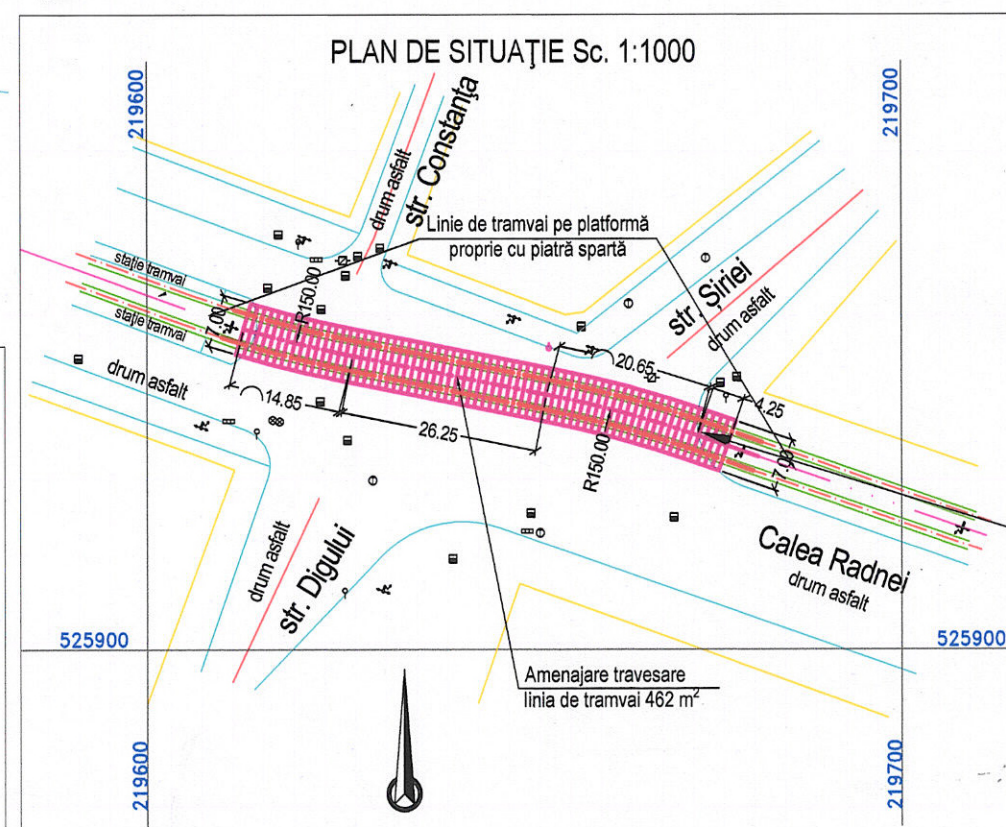 PLAN DE SITUAŢIE Sc. 1:1000
219600
219700
str. Constanţa
drum asfalt
Linie de tramvai pe platformă
proprie cu piatră spartă
staţie tramvai
staţie tramvai
R150.00
7.00
str. Şiriei
drum asfalt
drum asfalt
14.85
26.25
20.65
4.25
R150.00
7.00
Calea Radnei
drum asfalt
str. Digului
drum asfalt
525900
525900
Amenajare travesare
linia de tramvai 462 m²
219600
219700